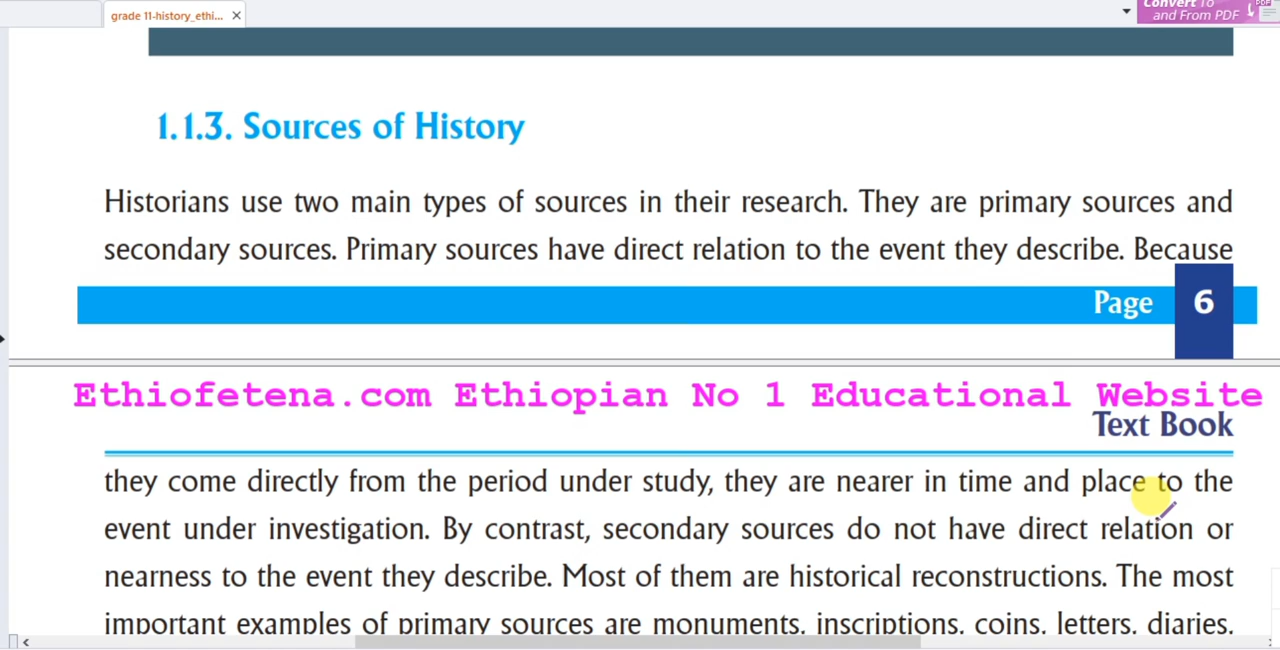 grade 11-history_ethi...
Convert To
and From PDF
PDF
1.1.3. Sources of History
Historians use two main types of sources in their research. They are primary sources and
secondary sources. Primary sources have direct relation to the event they describe. Because
Page 6
Ethiofetena.com Ethiopian No 1 Educational Website
Text Book
they come directly from the period under study, they are nearer in time and place to the
event under investigation. By contrast, secondary sources do not have direct relation or
nearness to the event they describe. Most of them are historical reconstructions. The most
important examples of primary sources are monuments, inscriptions, coins, letters, diaries,